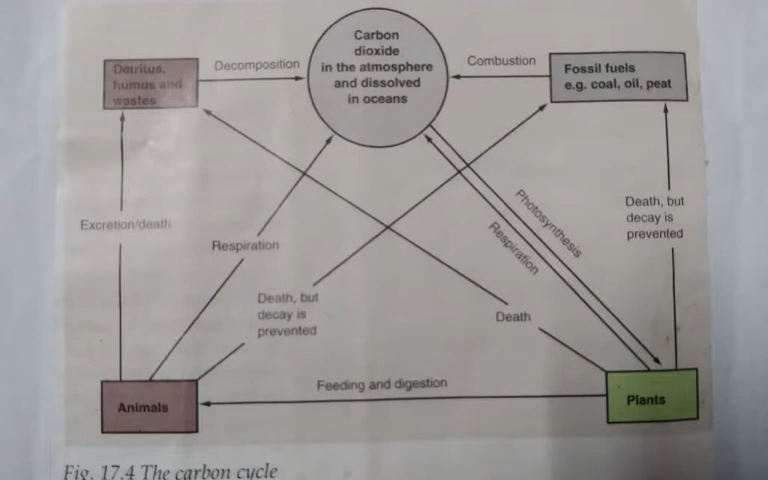 Carbon
dioxide
in the atmosphere
and dissolved
in oceans
Detritus,
humus and
wastes
Decomposition
Combustion
Fossil fuels
e.g. coal, oil, peat
Excretion/death
Respiration
Death, but
decay is
prevented
Photosynthesis
Respiration
Death, but
decay is
prevented
Death
Feeding and digestion
Animals
Plants
Fig. 17.4 The carbon cycle